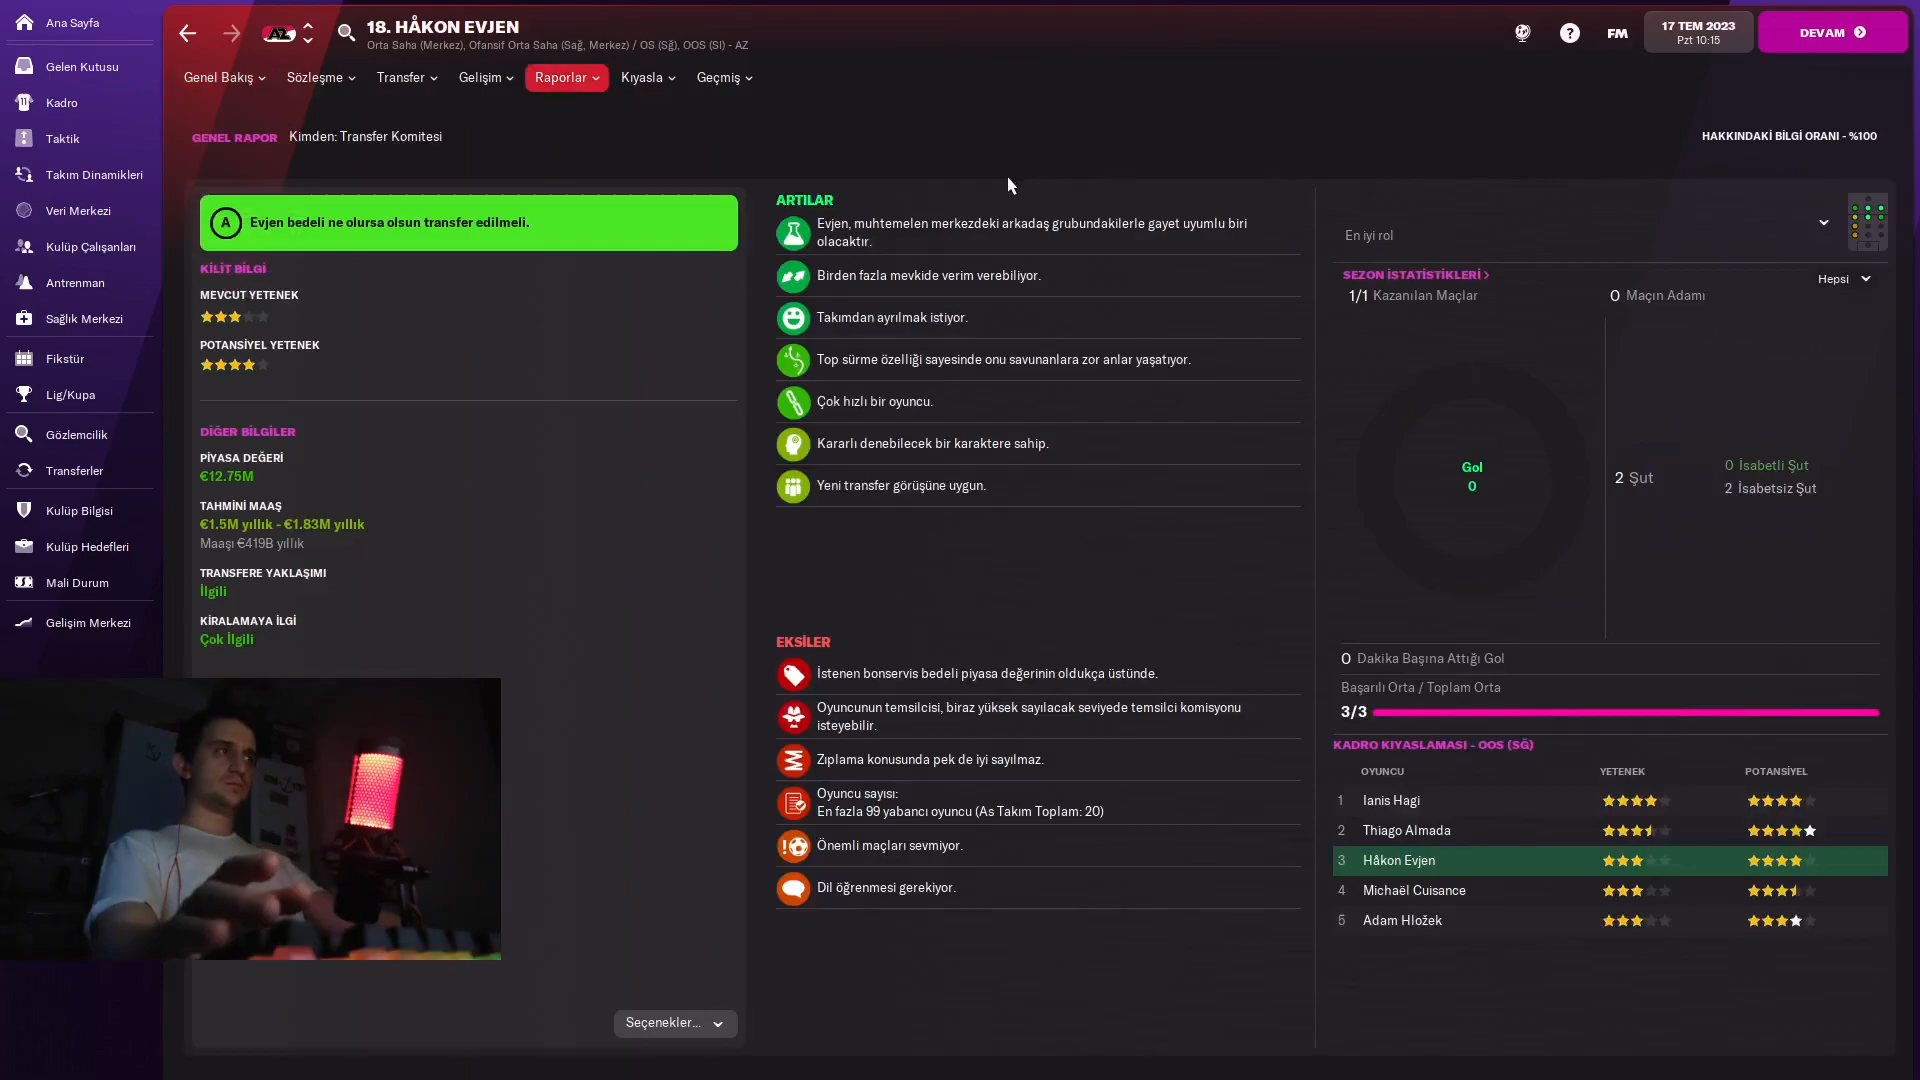 Ana Sayfa
Gelen Kutusu
Kadro
Taktik
Takım Dinamikleri
Veri Merkezi
Kulüp Çalışanları
Antrenman
Sağlık Merkezi
Fikstür
Lig/Kupa
Gözlemcilik
Transferler
Kulüp Bilgisi
Kulüp Hedefleri
Mali Durum
Gelişim Merkezi
AZ
18. HÅKON EVJEN
Orta Saha (Merkez), Ofansif Orta Saha (Sağ, Merkez) / OS (Sğ), OOS (Sl) - AZ
?
FM
17 TEM 2023
Pzt 10:15
DEVAM
Genel Bakış
Sözleşme
Transfer
Gelişim
Raporlar
Kıyasla
Geçmiş
GENEL RAPOR
Kimden: Transfer Komitesi
HAKKINDAKİ BİLGİ ORANI - %100
A
Evjen bedeli ne olursa olsun transfer edilmeli.
KİLİT BİLGİ
MEVCUT YETENEK
POTANSİYEL YETENEK
DİĞER BİLGİLER
PİYASA DEĞERİ
€12.75M
TAHMİNİ MAAŞ
€1.5M yıllık - €1.83M yıllık
Maaşı €419B yıllık
TRANSFERE YAKLAŞIMI
İlgili
KİRALAMAYA İLGİ
Çok İlgili
Seçenekler...
ARTILAR
Evjen, muhtemelen merkezdeki arkadaş grubundakilerle gayet uyumlu biri
olacaktır.
Birden fazla mevkide verim verebiliyor.
Takımdan ayrılmak istiyor.
Top sürme özelliği sayesinde onu savunanlara zor anlar yaşatıyor.
Çok hızlı bir oyuncu.
Kararlı denebilecek bir karaktere sahip.
Yeni transfer görüşüne uygun.
EKSİLER
İstenen bonservis bedeli piyasa değerinin oldukça üstünde.
Oyuncunun temsilcisi, biraz yüksek sayılacak seviyede temsilci komisyonu
isteyebilir.
Zıplama konusunda pek de iyi sayılmaz.
Oyuncu sayısı:
En fazla 99 yabancı oyuncu (As Takım Toplam: 20)
Önemli maçları sevmiyor.
Dil öğrenmesi gerekiyor.
En iyi rol
SEZON İSTATİSTİKLERİ >
Hepsi
1/1 Kazanılan Maçlar
0 Maçın Adamı
Gol
0
2 Şut
0 İsabetli Şut
2 İsabetsiz Şut
0 Dakika Başına Attığı Gol
Başarılı Orta / Toplam Orta
3/3
KADRO KIYASLAMASI - OOS (SĞ)
OYUNCU YETENEK POTANSİYEL
1 Ianis Hagi
2 Thiago Almada
3 Håkon Evjen
4 Michaël Cuisance
5 Adam Hložek